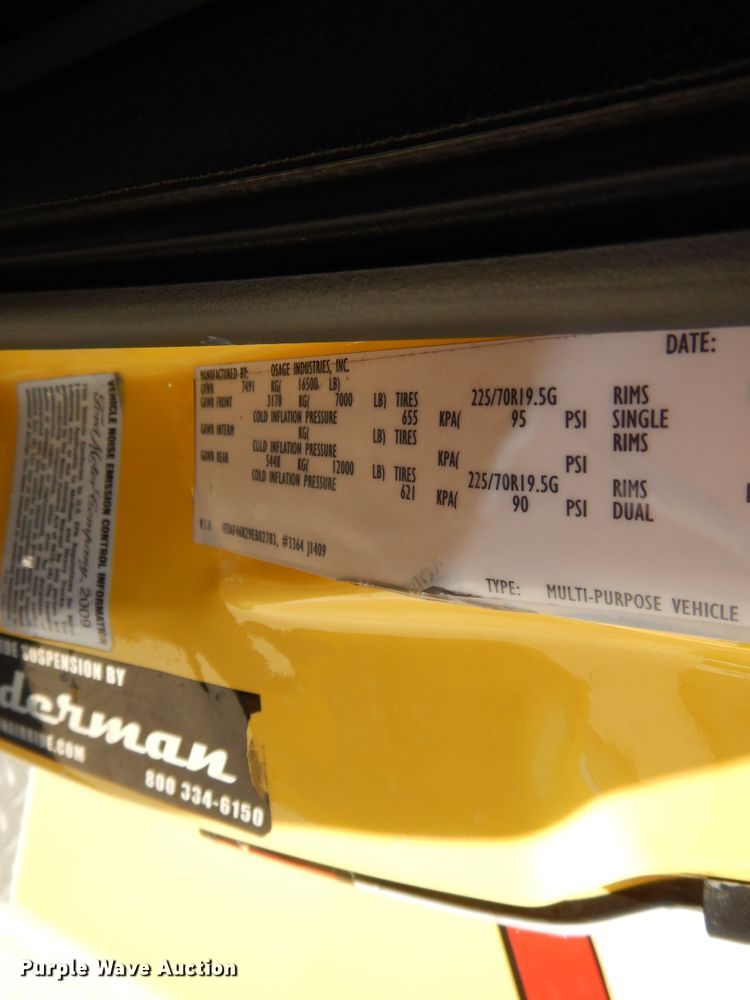 DATE:
MANUFACTURED BY: OSAGE INDUSTRIES, INC.
GVWR 7491 KG( 16500 LB)
GAWR FRONT 3178 KG( 7000 LB) TIRES 225/70R19.5G RIMS
COLD INFLATION PRESSURE 655 KPA( 95 PSI SINGLE
GAWR INTERM KG( LB) TIRES RIMS
COLD INFLATION PRESSURE KPA( PSI
GAWR REAR 5448 KG( 12000 LB) TIRES 225/70R19.5G RIMS
COLD INFLATION PRESSURE 621 KPA( 90 PSI DUAL
V.I.N. 1FDAF46R29EB02783, #3364 J1409
TYPE: MULTI-PURPOSE VEHICLE
VEHICLE NOISE EMISSION CONTROL INFORMATION
Ford Motor Company, 2009
SUSPENSION BY
derman
.COM
800 334-6150
Purple Wave Auction